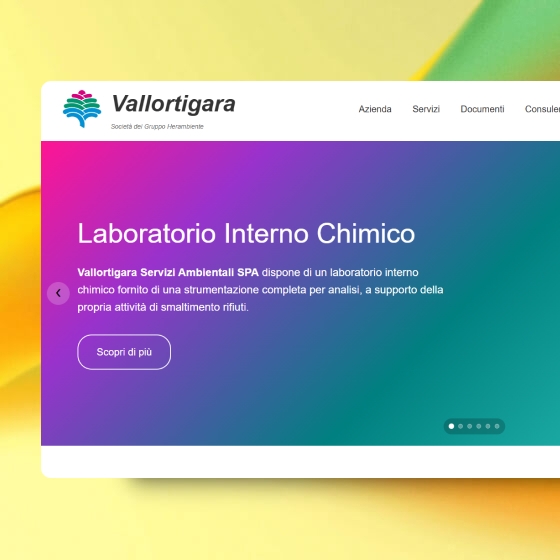 Vallortigara
Società del Gruppo Herambiente
Azienda Servizi Documenti
Laboratorio Interno Chimico
Vallortigara Servizi Ambientali SPA dispone di un laboratorio interno
chimico fornito di una strumentazione completa per analisi, a supporto della
propria attività di smaltimento rifiuti.
Scopri di più